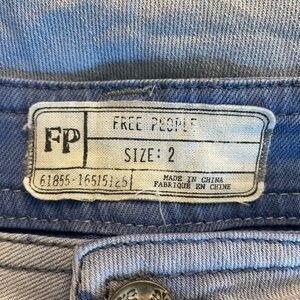 FP
FREE PEOPLE
SIZE: 2
MADE IN CHINA
FABRIQUE EN CHINE